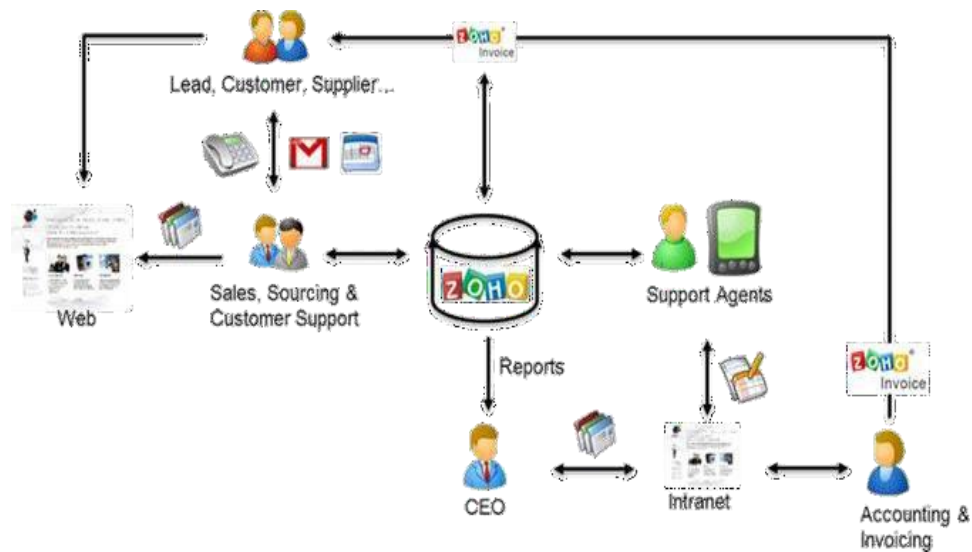 ZOHO
Invoice
Lead, Customer, Supplier...
Sales, Sourcing &
Customer Support
Web
ZOHO
Support Agents
Reports
ZOHO
Invoice
CEO
Intranet
Accounting &
Invoicing